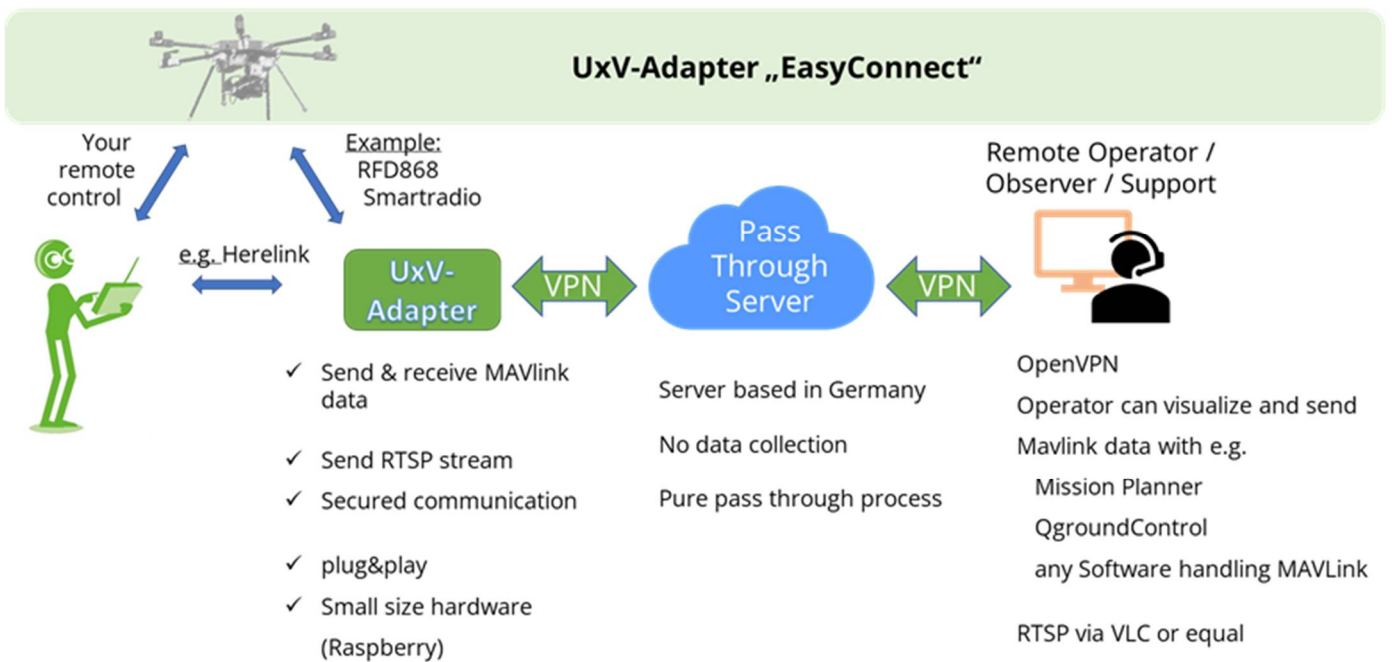 UxV-Adapter „EasyConnect“
Your
remote
control
Example:
RFD868
Smartradio
e.g. Herelink
UxV-
Adapter
VPN
Pass
Through
Server
VPN
Remote Operator /
Observer / Support
✓ Send & receive MAVlink
data
✓ Send RTSP stream
✓ Secured communication
✓ plug&play
✓ Small size hardware
(Raspberry)
Server based in Germany
No data collection
Pure pass through process
OpenVPN
Operator can visualize and send
Mavlink data with e.g.
Mission Planner
QgroundControl
any Software handling MAVLink
RTSP via VLC or equal